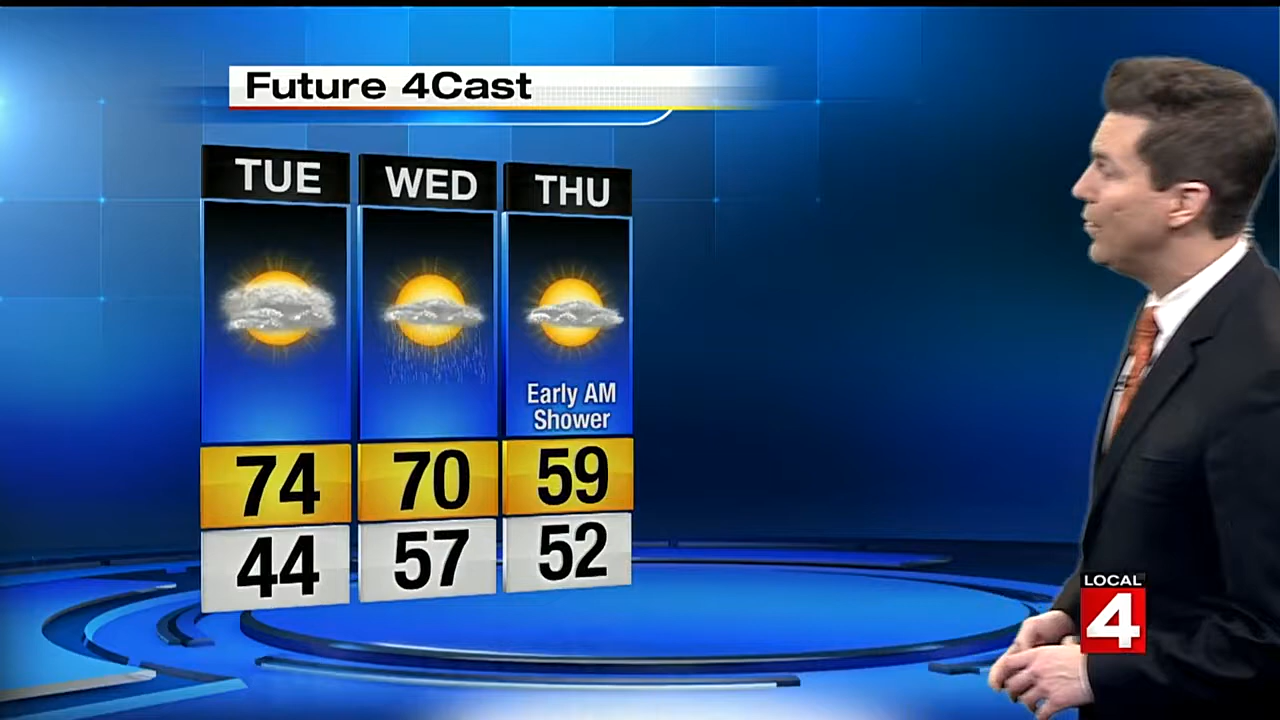 Future 4Cast
TUE
WED
THU
Early AM
Shower
74
70
59
44
57
52
LOCAL
4